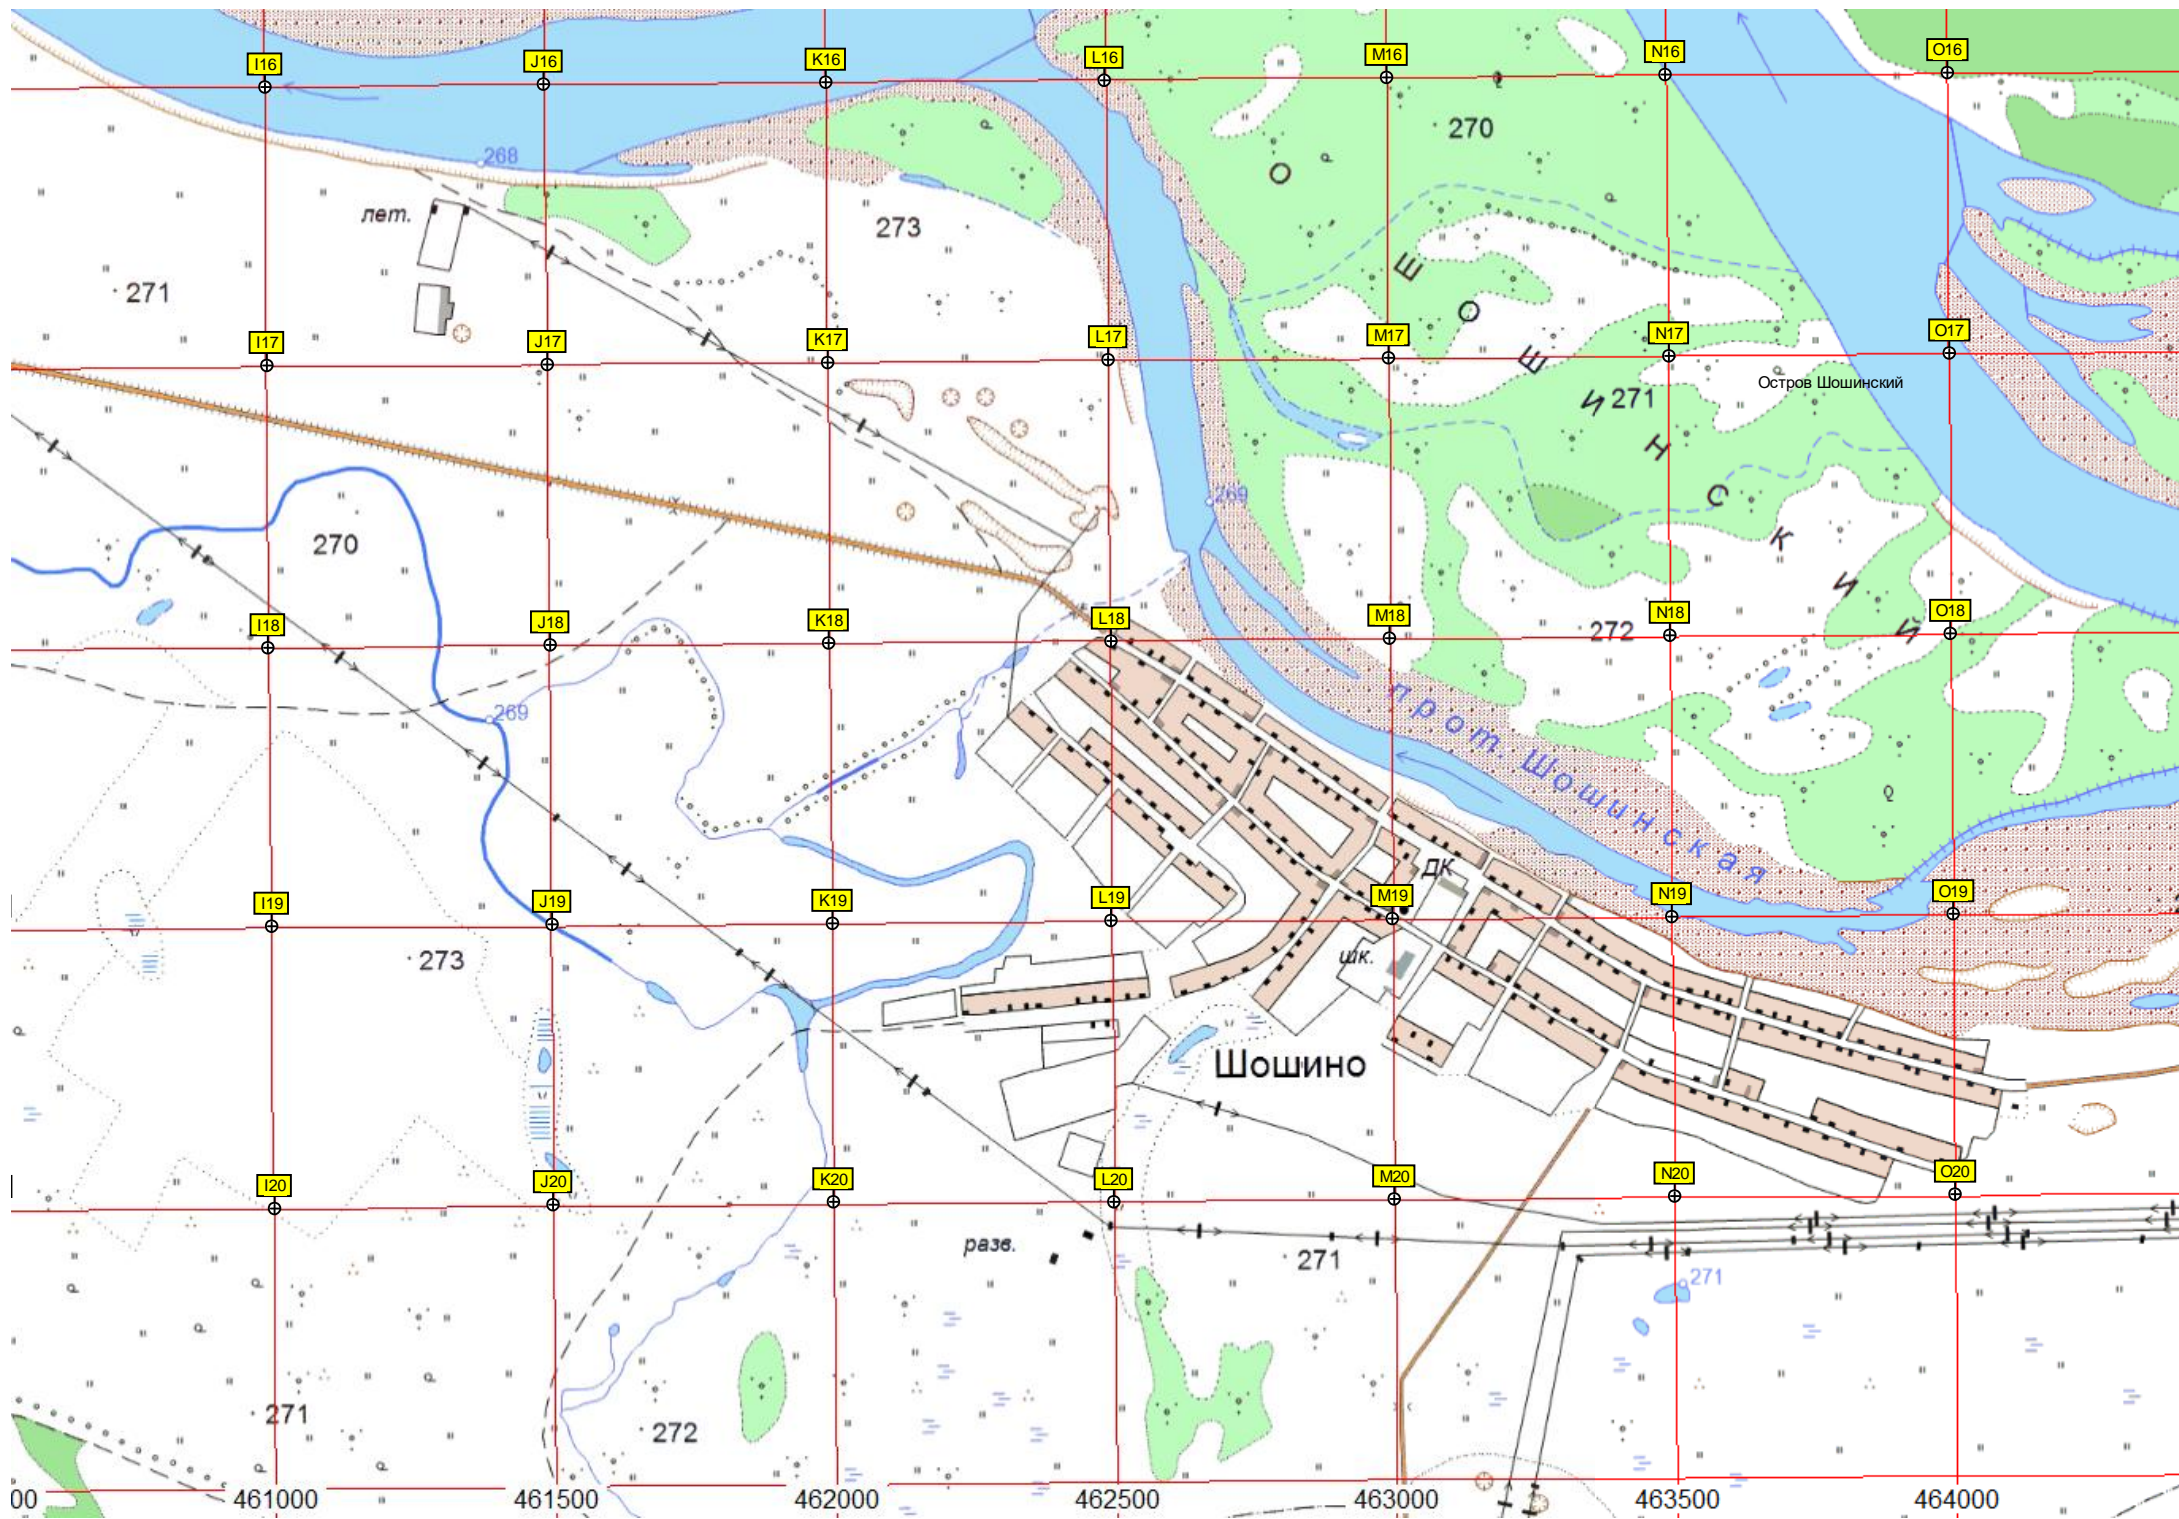 I16 J16 K16 L16 M16 N16 O16
270
268
лет.
273
271
О
Ш
О
Ш
И
Н
С
К
И
Й
I17 J17 K17 L17 M17 N17 O17
Остров Шошинский
271
269
270
I18 J18 K18 L18 M18 N18 O18
272
269
прот. Шошинская
ДК
I19 J19 K19 L19 M19 N19 O19
273
шк.
Шошино
I20 J20 K20 L20 M20 N20 O20
разв.
271
271
271
272
00 461000 461500 462000 462500 463000 463500 464000